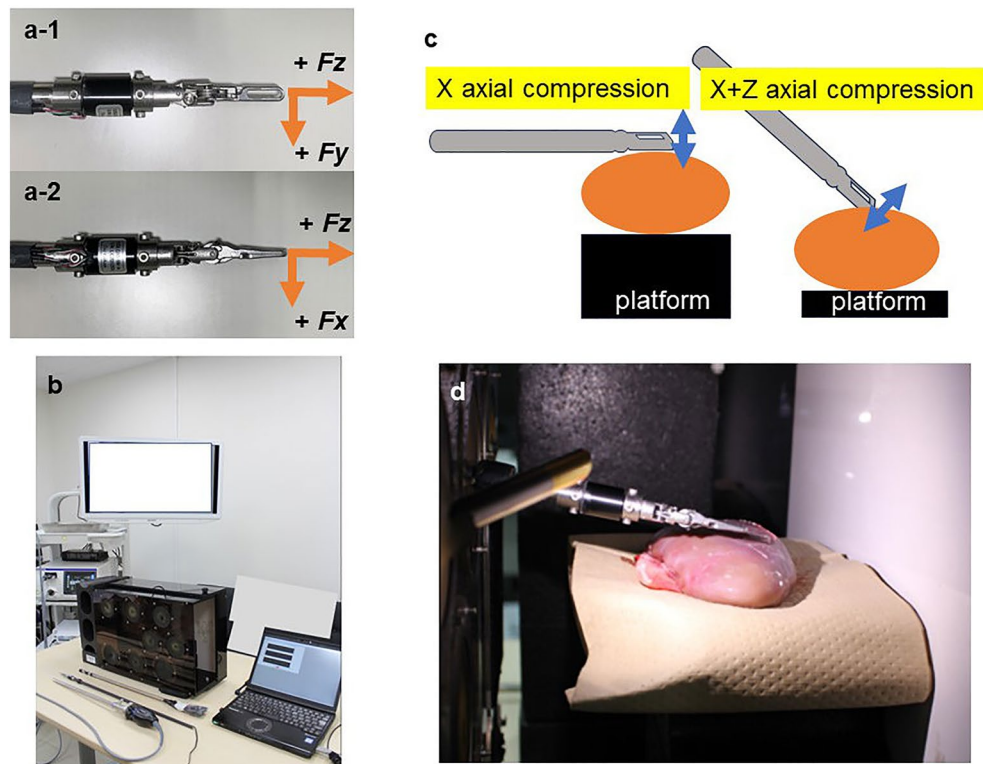 a-1
+ Fz
+ Fy
a-2
+ Fz
+ Fx
b
c
X axial compression
X+Z axial compression
platform
platform
d